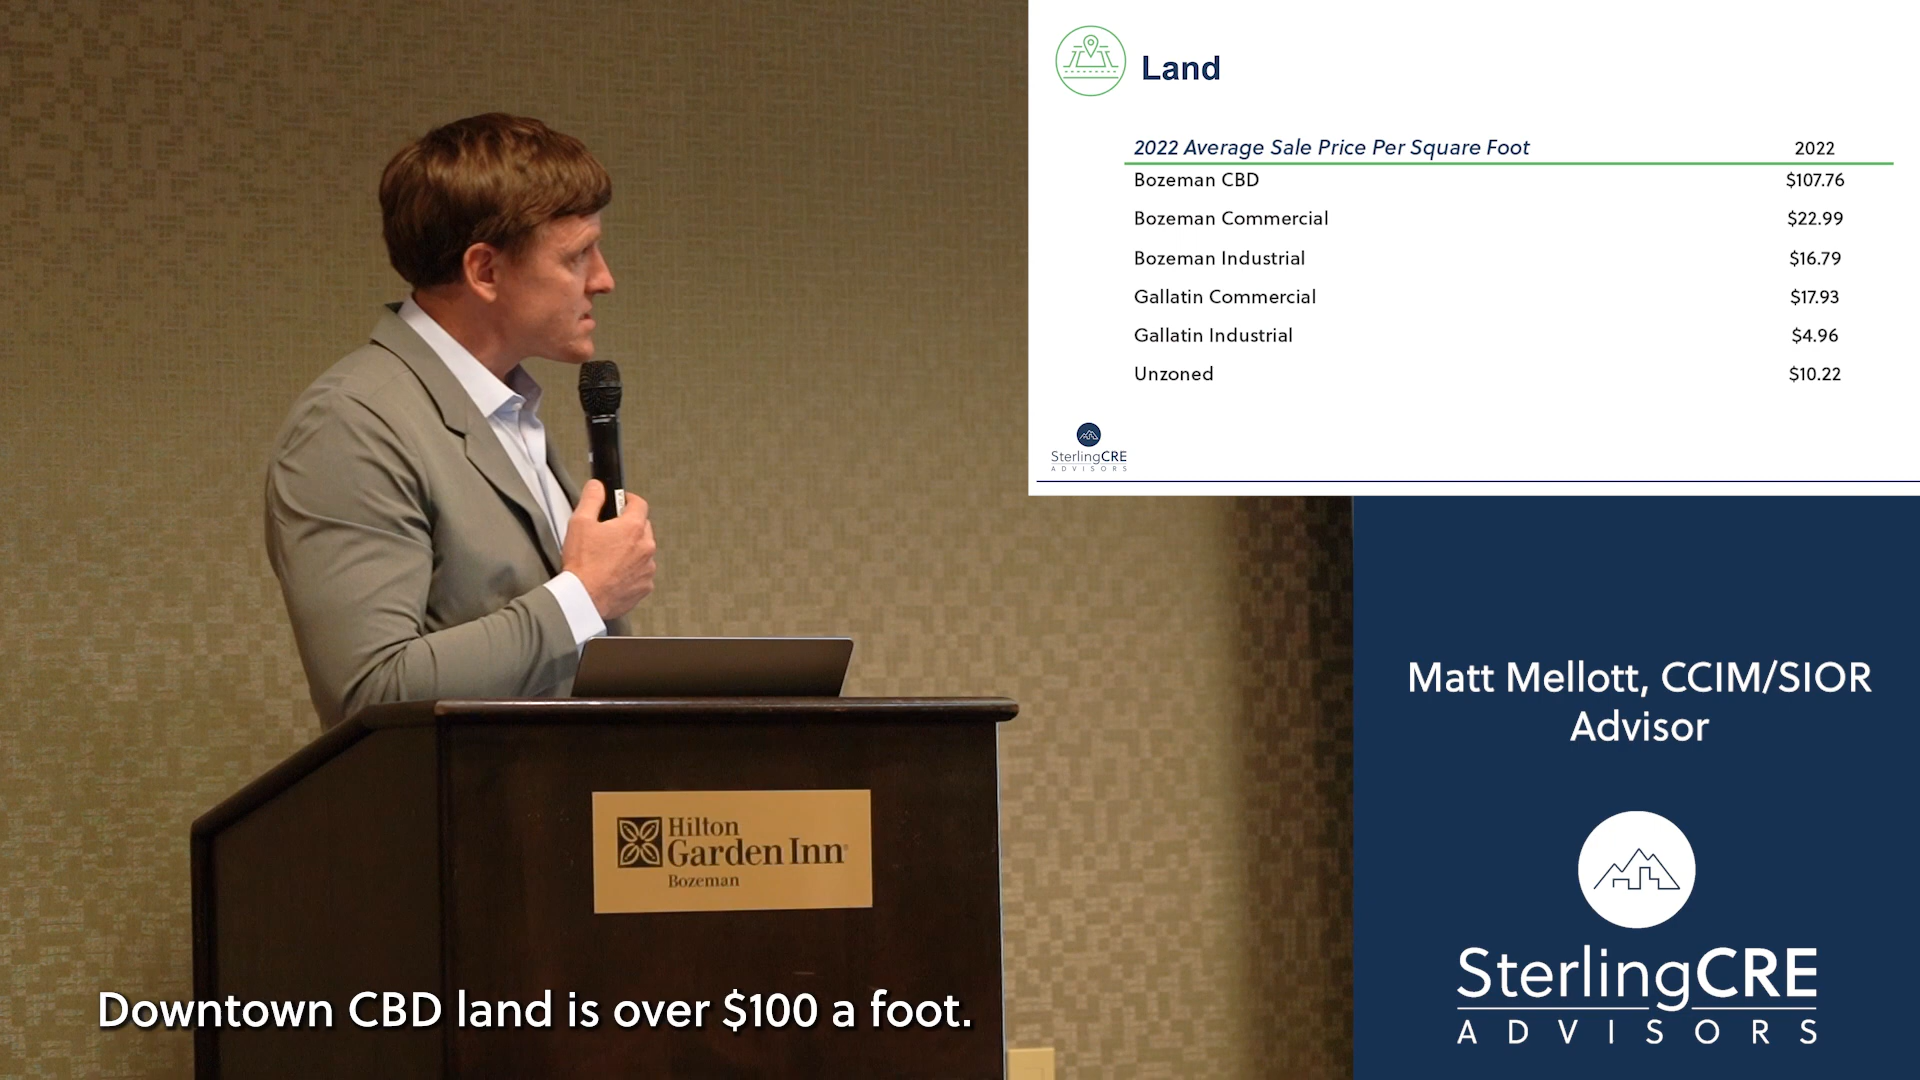 Land
2022 Average Sale Price Per Square Foot 2022
Bozeman CBD $107.76
Bozeman Commercial $22.99
Bozeman Industrial $16.79
Gallatin Commercial $17.93
Gallatin Industrial $4.96
Unzoned $10.22
SterlingCRE
ADVISORS
Matt Mellott, CCIM/SIOR
Advisor
SterlingCRE
ADVISORS
Hilton
Garden Inn
Bozeman
Downtown CBD land is over $100 a foot.